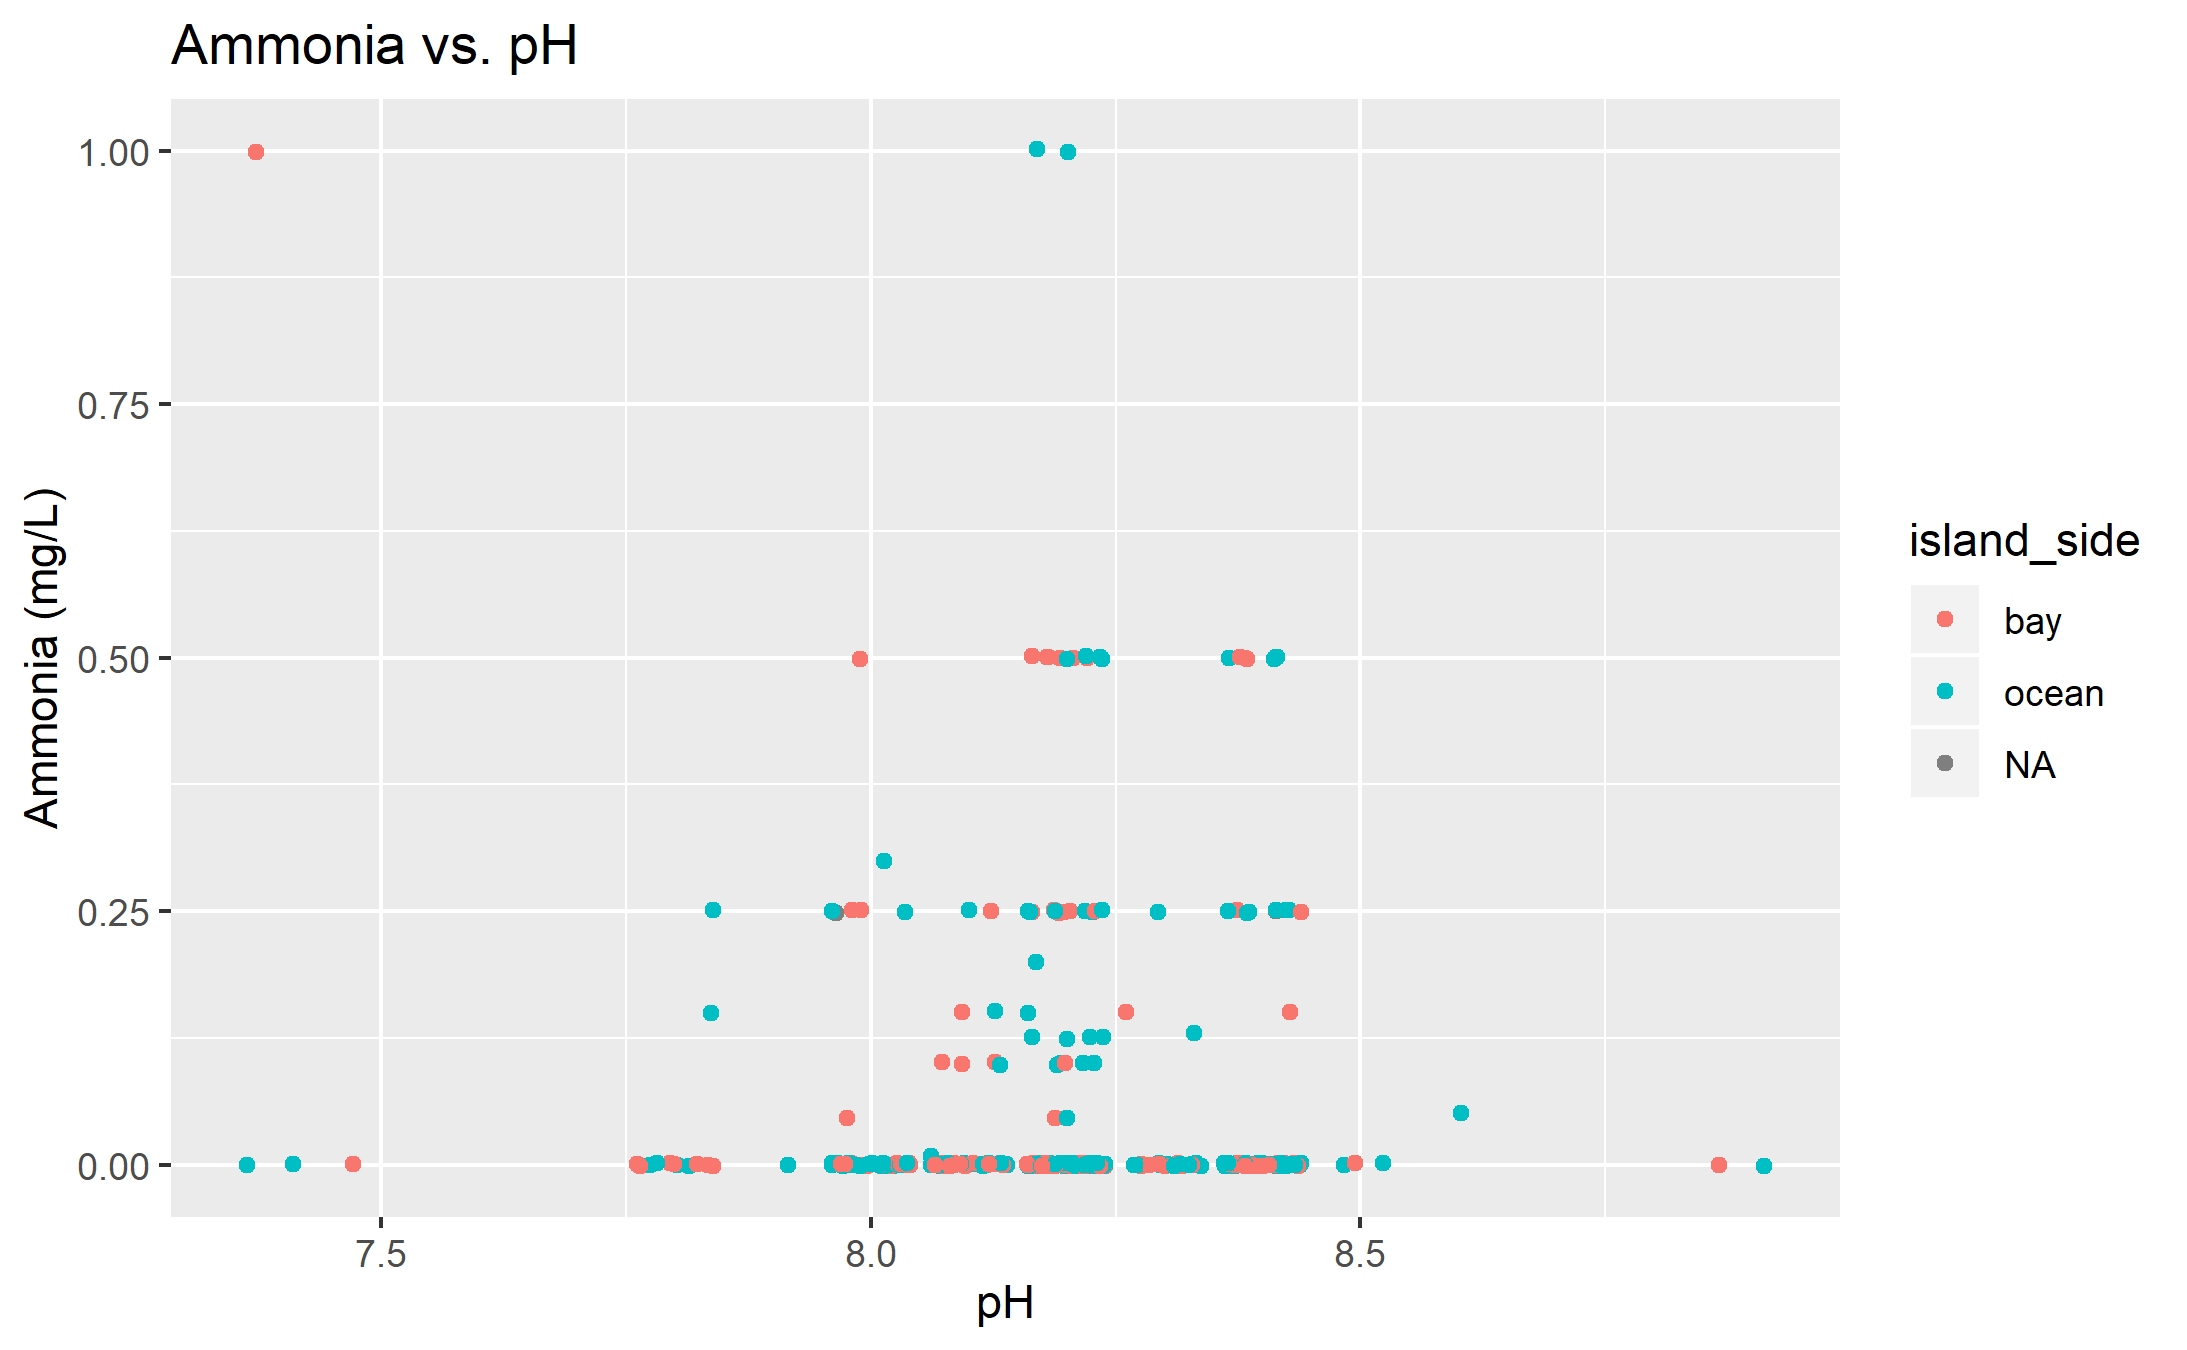 Ammonia vs. pH
1.00
0.75
0.50
0.25
0.00
Ammonia (mg/L)
7.5 8.0 8.5
pH
island_side
bay
ocean
NA